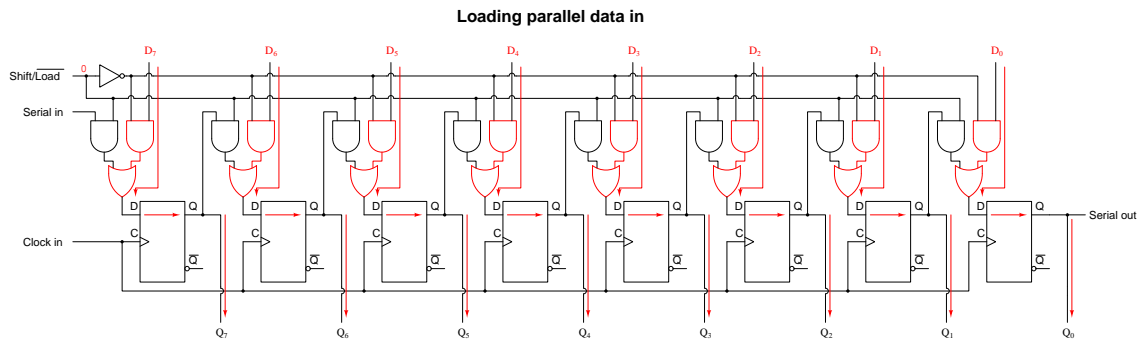 Loading parallel data in
D7 D6 D5 D4 D3 D2 D1 D0
Shift/Load 0
Serial in
D Q D Q D Q D Q D Q D Q D Q D Q
Serial out
Clock in
C C C C C C C C
Q Q Q Q Q Q Q Q
Q7 Q6 Q5 Q4 Q3 Q2 Q1 Q0